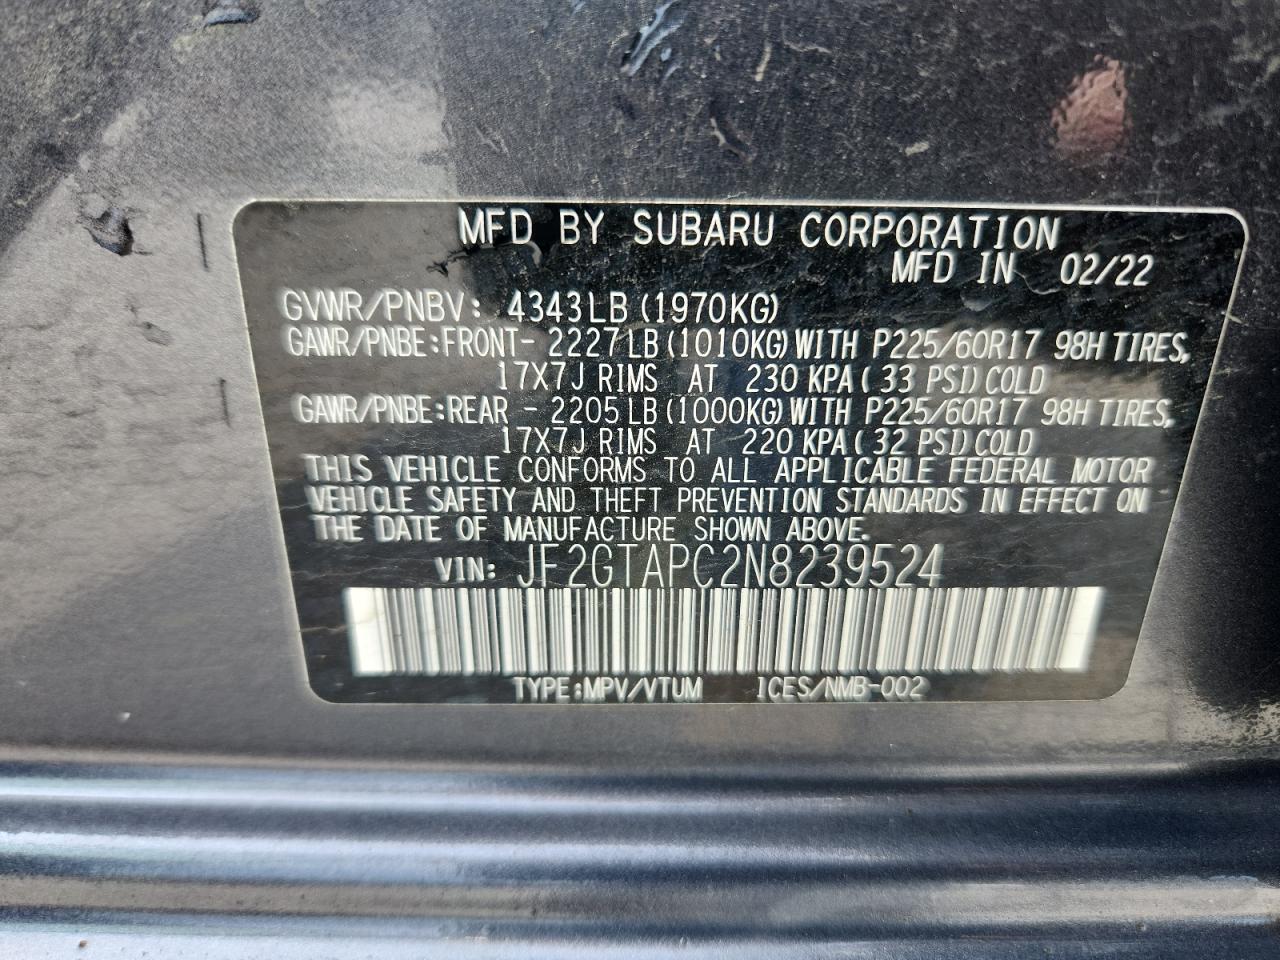 MFD BY SUBARU CORPORATION
MFD IN 02/22
GVWR/PNBV: 4343LB (1970KG)
GAWR/PNBE:FRONT- 2227LB(1010KG)WITH P225/60R17 98H TIRES,
17X7J RIMS AT 230 KPA(33 PSI)COLD
GAWR/PNBE:REAR - 2205LB(1000KG)WITH P225/60R17 98H TIRES,
17X7J RIMS AT 220 KPA(32 PSI)COLD
THIS VEHICLE CONFORMS TO ALL APPLICABLE FEDERAL MOTOR
VEHICLE SAFETY AND THEFT PREVENTION STANDARDS IN EFFECT ON
THE DATE OF MANUFACTURE SHOWN ABOVE.
VIN: JF2GTAPC2N8239524
TYPE:MPV/VTUM ICES/NMB-002